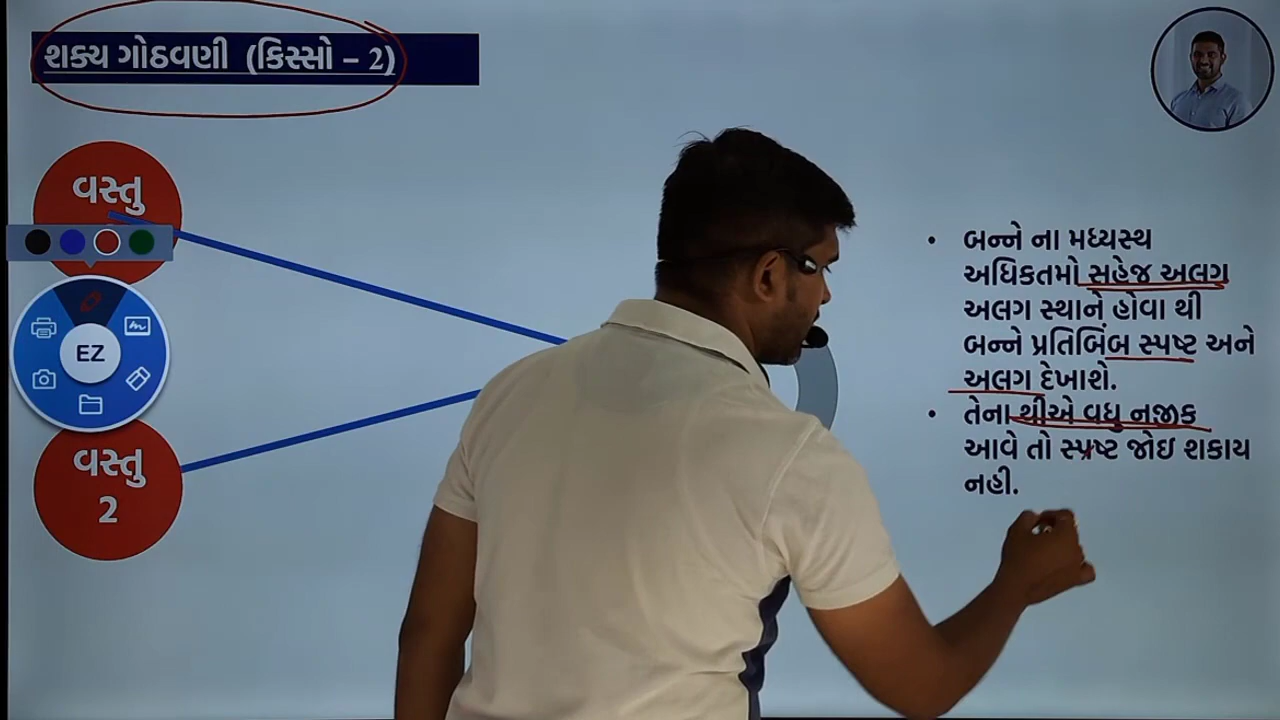 શક્ય ગોઠવણી (કિસ્સો – 2)
વસ્તુ
EZ
વસ્તુ
2
• બન્ને ના મધ્યસ્થ
અધિકતમો સહેજ અલગ
અલગ સ્થાને હોવા થી
બન્ને પ્રતિબિંબ સ્પષ્ટ અને
અલગ દેખાશે.
• તેના થીએ વધુ નજીક
આવે તો સ્પ્રષ્ટ જોઇ શકાય
નહી.